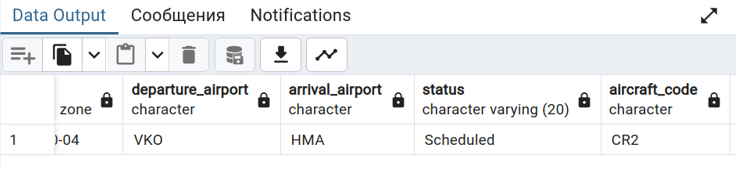 Data Output Сообщения Notifications
departure_airport arrival_airport status aircraft_code
zone character character character varying (20) character
1 0-04 VKO HMA Scheduled CR2